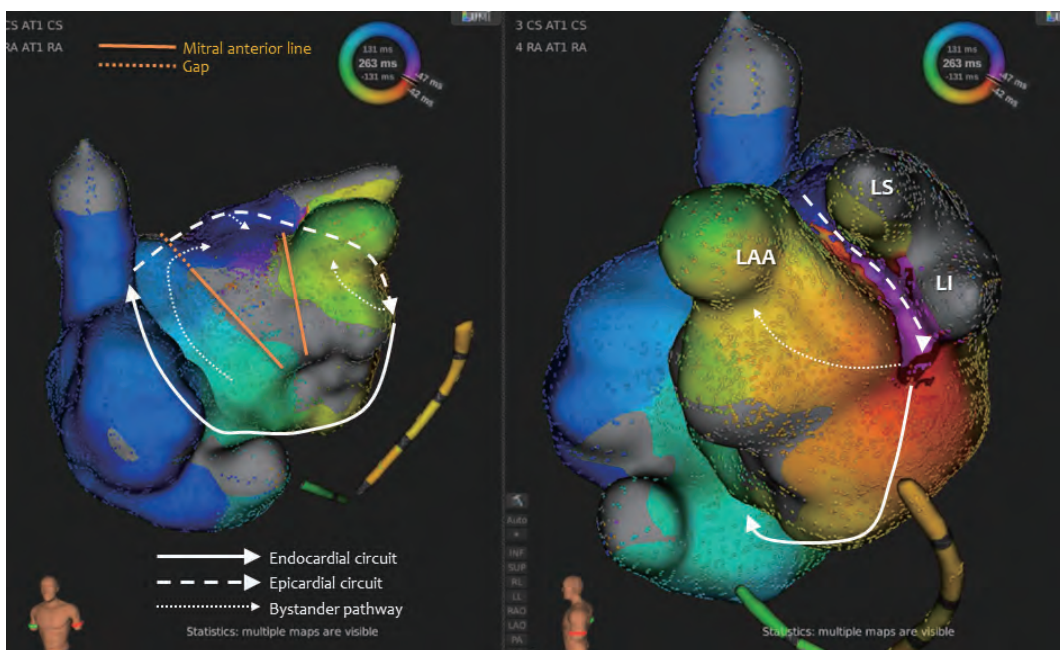 CS AT1 CS
RA AT1 RA
Mitral anterior line
Gap
131 ms
263 ms
-131 ms
-47 ms
-42 ms
Endocardial circuit
Epicardial circuit
Bystander pathway
Statistics: multiple maps are visible
3 CS AT1 CS
4 RA AT1 RA
131 ms
263 ms
-131 ms
-47 ms
-42 ms
LS
LAA
LI
Auto
INF
SUP
RL
LL
RAO
LAO
PA
Statistics: multiple maps are visible